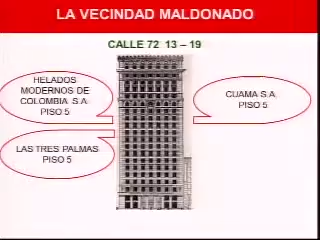 LA VECINDAD MALDONADO
CALLE 72 13 – 19
HELADOS
MODERNOS DE
COLOMBIA S.A.
PISO 5
CUAMA S.A.
PISO 5
LAS TRES PALMAS
PISO 5